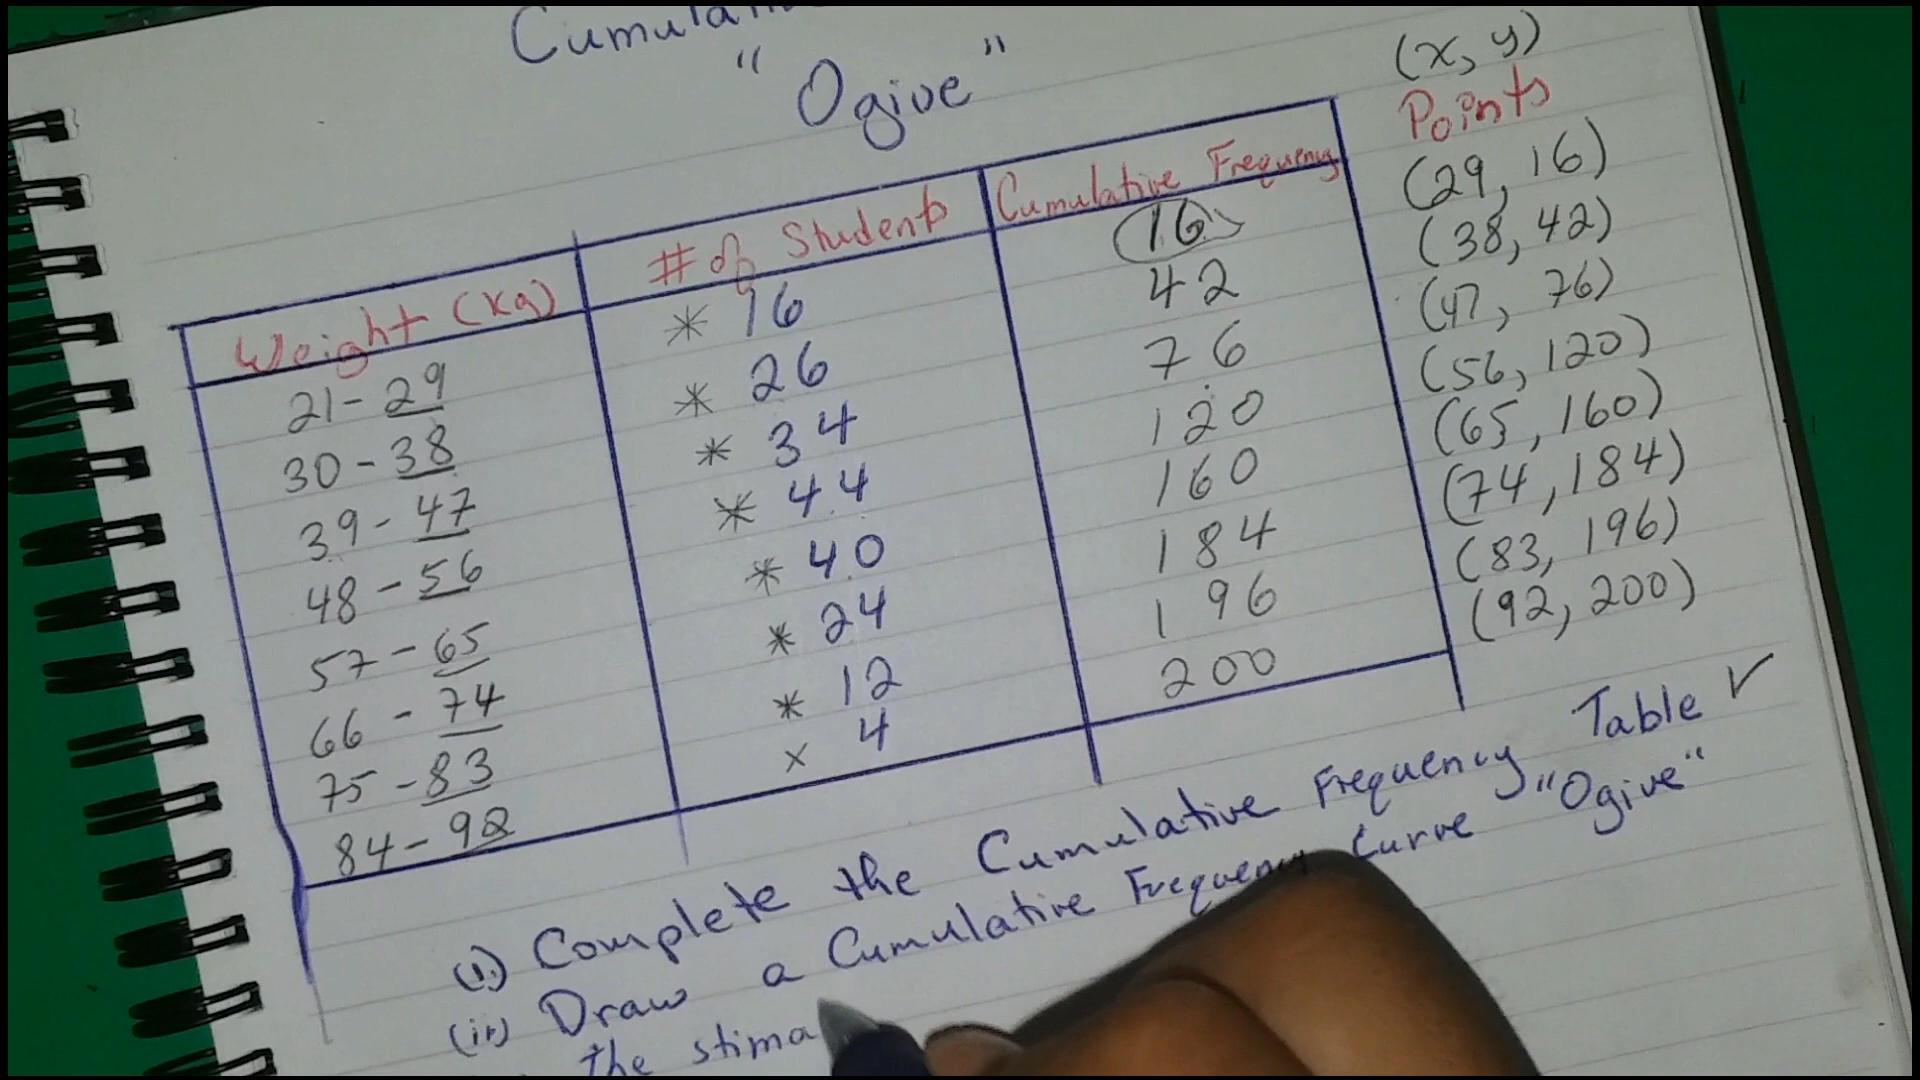 "Ogive"
(x, y)
Points
Weight (Kg) # of Students Cumulative Frequency
21 - 29 * 16 16 (29, 16)
30 - 38 * 26 42 (38, 42)
39 - 47 * 34 76 (47, 76)
48 - 56 * 44 120 (56, 120)
57 - 65 * 40 160 (65, 160)
66 - 74 * 24 184 (74, 184)
75 - 83 * 12 196 (83, 196)
84 - 92 x 4 200 (92, 200)
(i) Complete the Cumulative Frequency Table ✓
(ii) Draw a Cumulative Frequency Curve "Ogive"
the stima